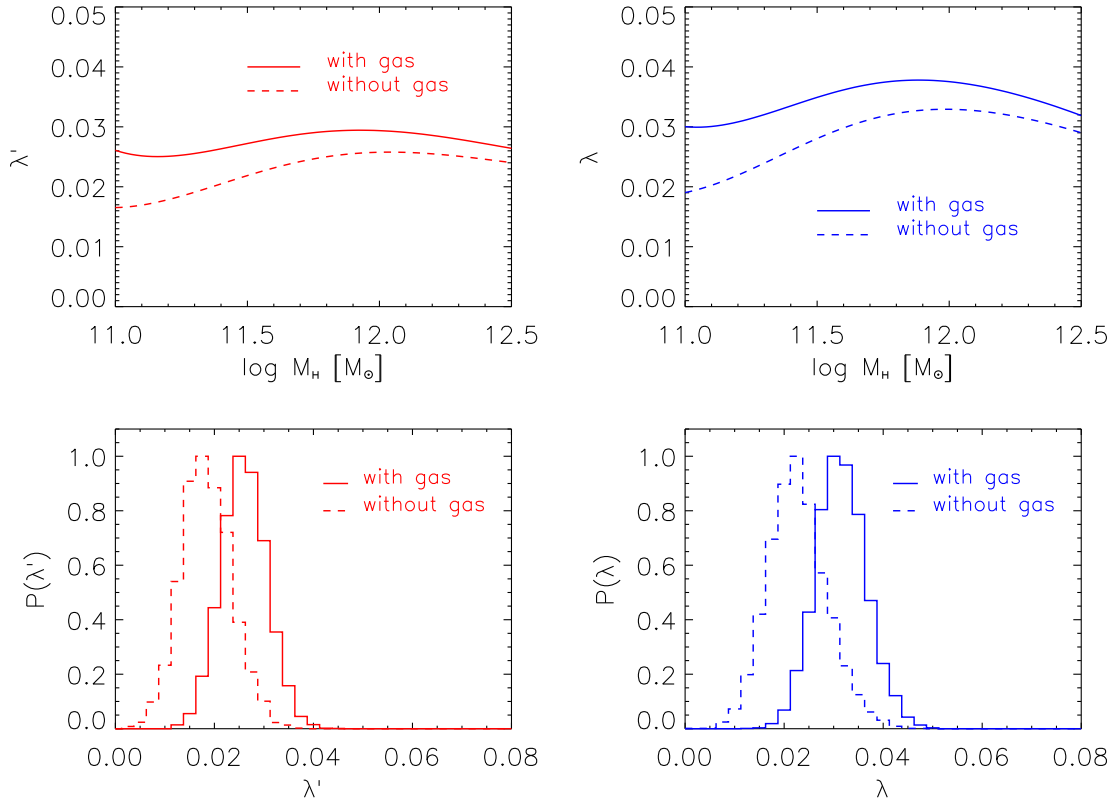 0.05
0.04
0.03
0.02
0.01
0.00
λ'
with gas
without gas
11.0 11.5 12.0 12.5
log M_H [M_⊙]
0.05
0.04
0.03
0.02
0.01
0.00
λ
with gas
without gas
11.0 11.5 12.0 12.5
log M_H [M_⊙]
1.0
0.8
0.6
0.4
0.2
0.0
P(λ')
with gas
without gas
0.00 0.02 0.04 0.06 0.08
λ'
1.0
0.8
0.6
0.4
0.2
0.0
P(λ)
with gas
without gas
0.00 0.02 0.04 0.06 0.08
λ